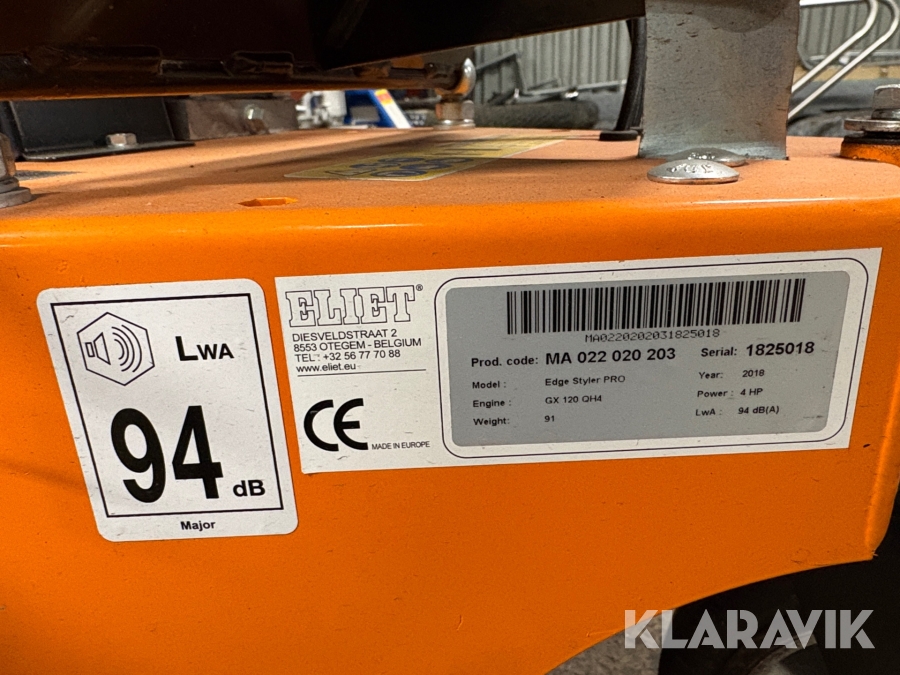 LWA
94 dB
Major
ELIET®
DIESVELDSTRAAT 2
8553 OTEGEM - BELGIUM
TEL : +32 56 77 70 88
www.eliet.eu
CE MADE IN EUROPE
MA0220202031825018
Prod. code: MA 022 020 203 Serial: 1825018
Model : Edge Styler PRO Year: 2018
Engine : GX 120 QH4 Power : 4 HP
Weight: 91 LwA : 94 dB(A)
KLARAVIK